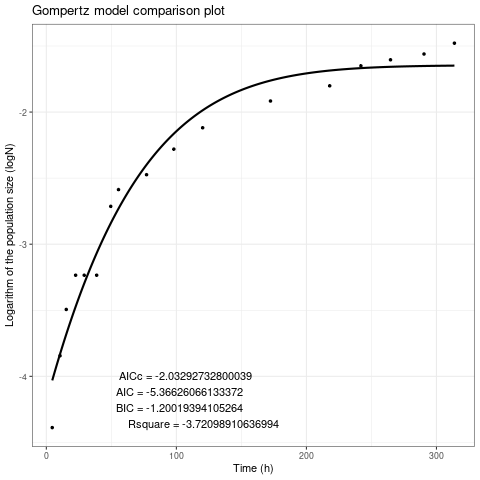 Gompertz model comparison plot
Logarithm of the population size (logN)
-2
-3
-4
AICc = -2.03292732800039
AIC = -5.36626066133372
BIC = -1.20019394105264
Rsquare = -3.72098910636994
0
100
200
300
Time (h)